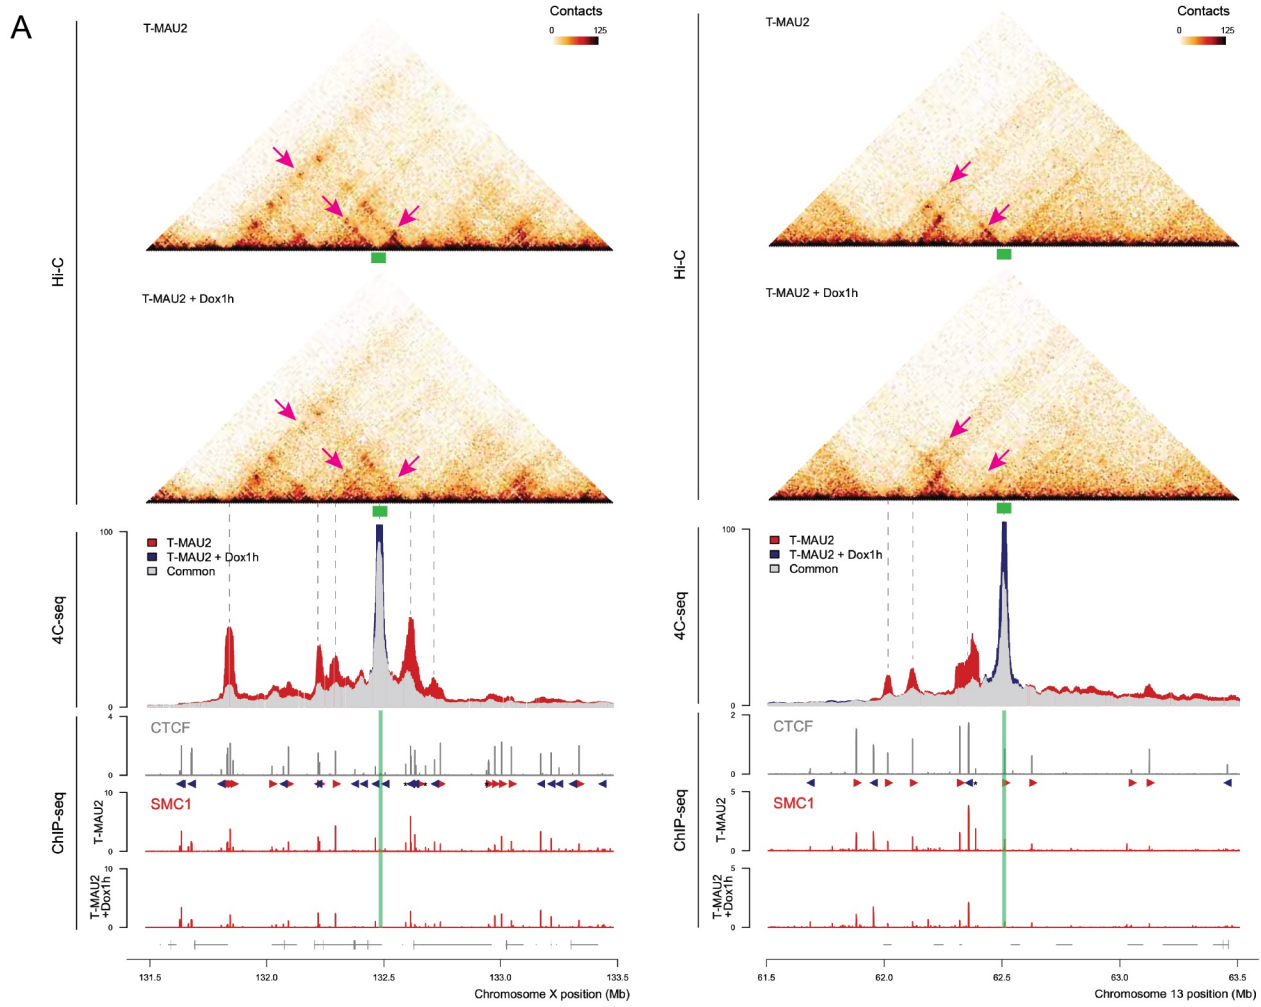 A
T-MAU2
Contacts
0 125
Hi-C
T-MAU2 + Dox1h
100
T-MAU2
T-MAU2 + Dox1h
Common
4C-seq
0
4
CTCF
0
10
SMC1
T-MAU2
0
ChIP-seq
10
T-MAU2
+Dox1h
0
131.5 132.0 132.5 133.0 133.5
Chromosome X position (Mb)
T-MAU2
Contacts
0 125
Hi-C
T-MAU2 + Dox1h
100
T-MAU2
T-MAU2 + Dox1h
Common
4C-seq
0
2
CTCF
0
5
SMC1
T-MAU2
0
ChIP-seq
5
T-MAU2
+Dox1h
0
61.5 62.0 62.5 63.0 63.5
Chromosome 13 position (Mb)